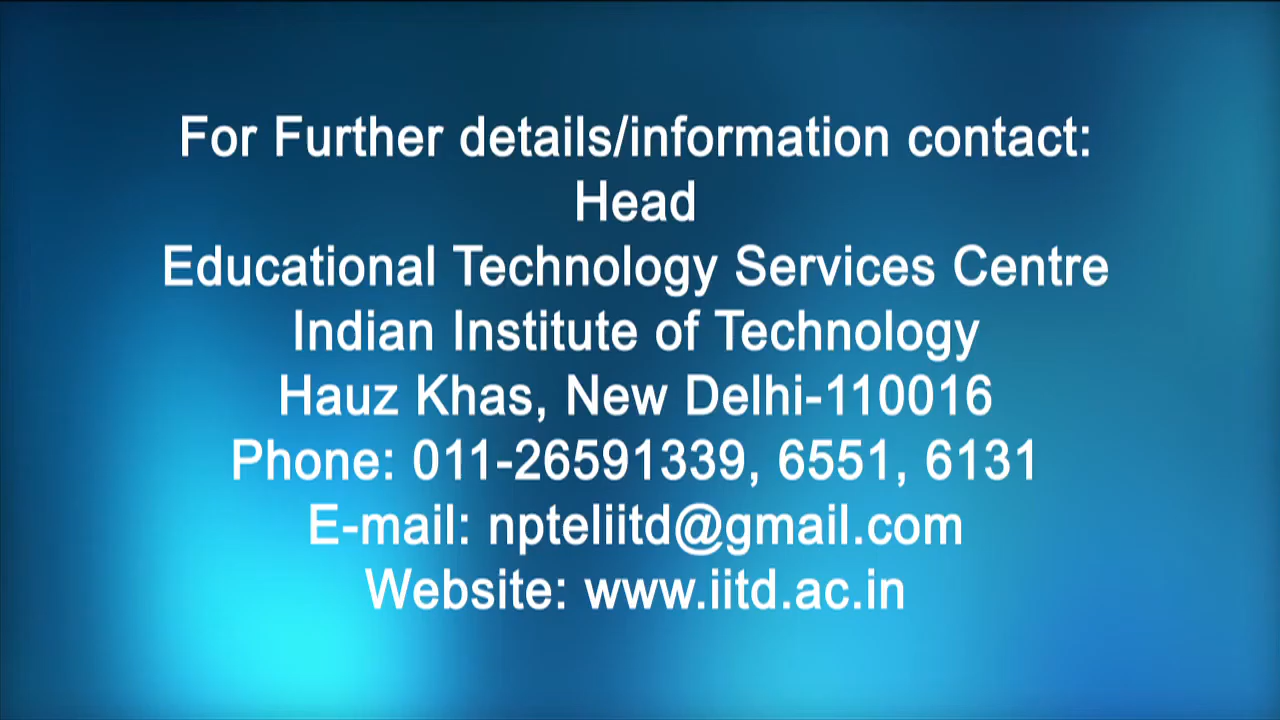 For Further details/information contact:
Head
Educational Technology Services Centre
Indian Institute of Technology
Hauz Khas, New Delhi-110016
Phone: 011-26591339, 6551, 6131
E-mail: npteliitd@gmail.com
Website: www.iitd.ac.in